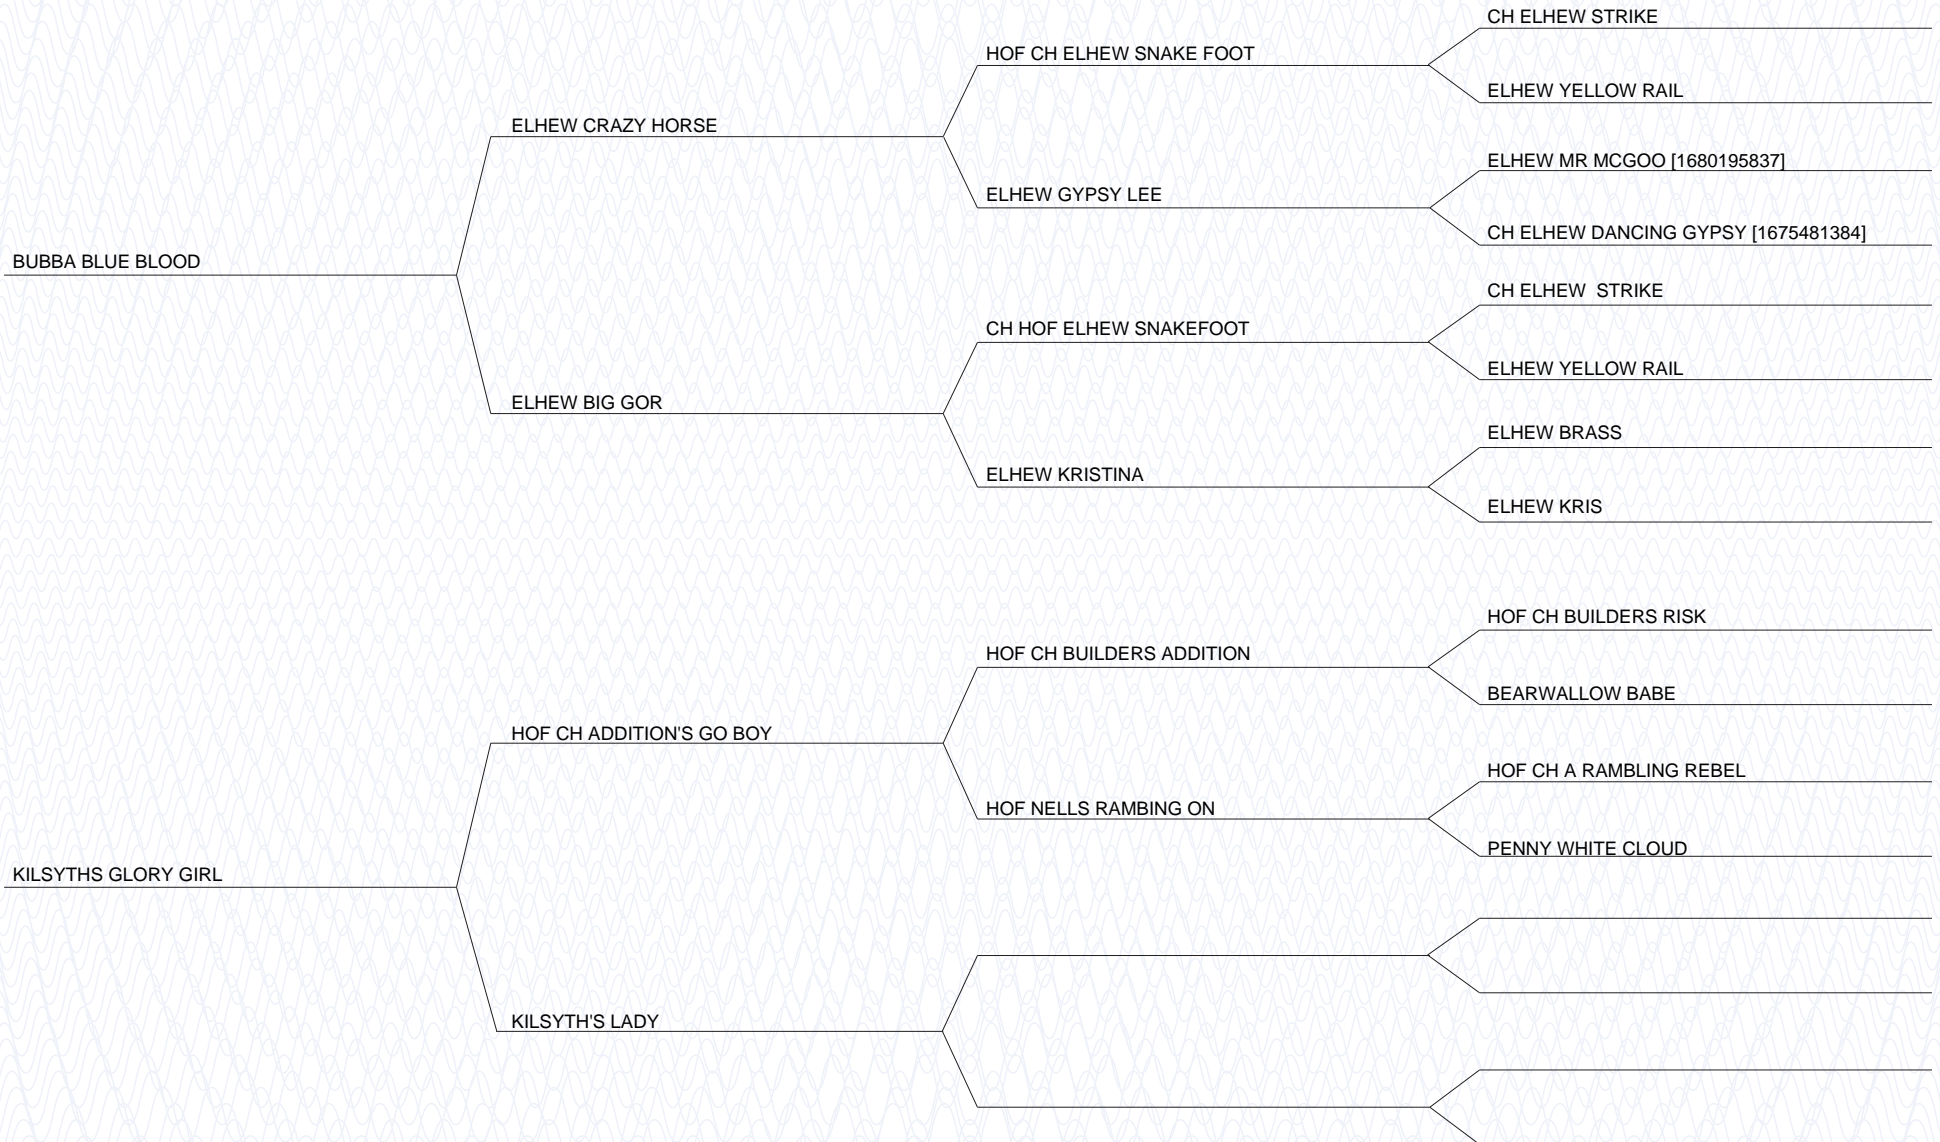 CH ELHEW STRIKE
HOF CH ELHEW SNAKE FOOT
ELHEW YELLOW RAIL
ELHEW CRAZY HORSE
ELHEW MR MCGOO [1680195837]
ELHEW GYPSY LEE
CH ELHEW DANCING GYPSY [1675481384]
BUBBA BLUE BLOOD
CH ELHEW  STRIKE
CH HOF ELHEW SNAKEFOOT
ELHEW YELLOW RAIL
ELHEW BIG GOR
ELHEW BRASS
ELHEW KRISTINA
ELHEW KRIS
HOF CH BUILDERS RISK
HOF CH BUILDERS ADDITION
BEARWALLOW BABE
HOF CH ADDITION'S GO BOY
HOF CH A RAMBLING REBEL
HOF NELLS RAMBING ON
PENNY WHITE CLOUD
KILSYTHS GLORY GIRL
KILSYTH'S LADY